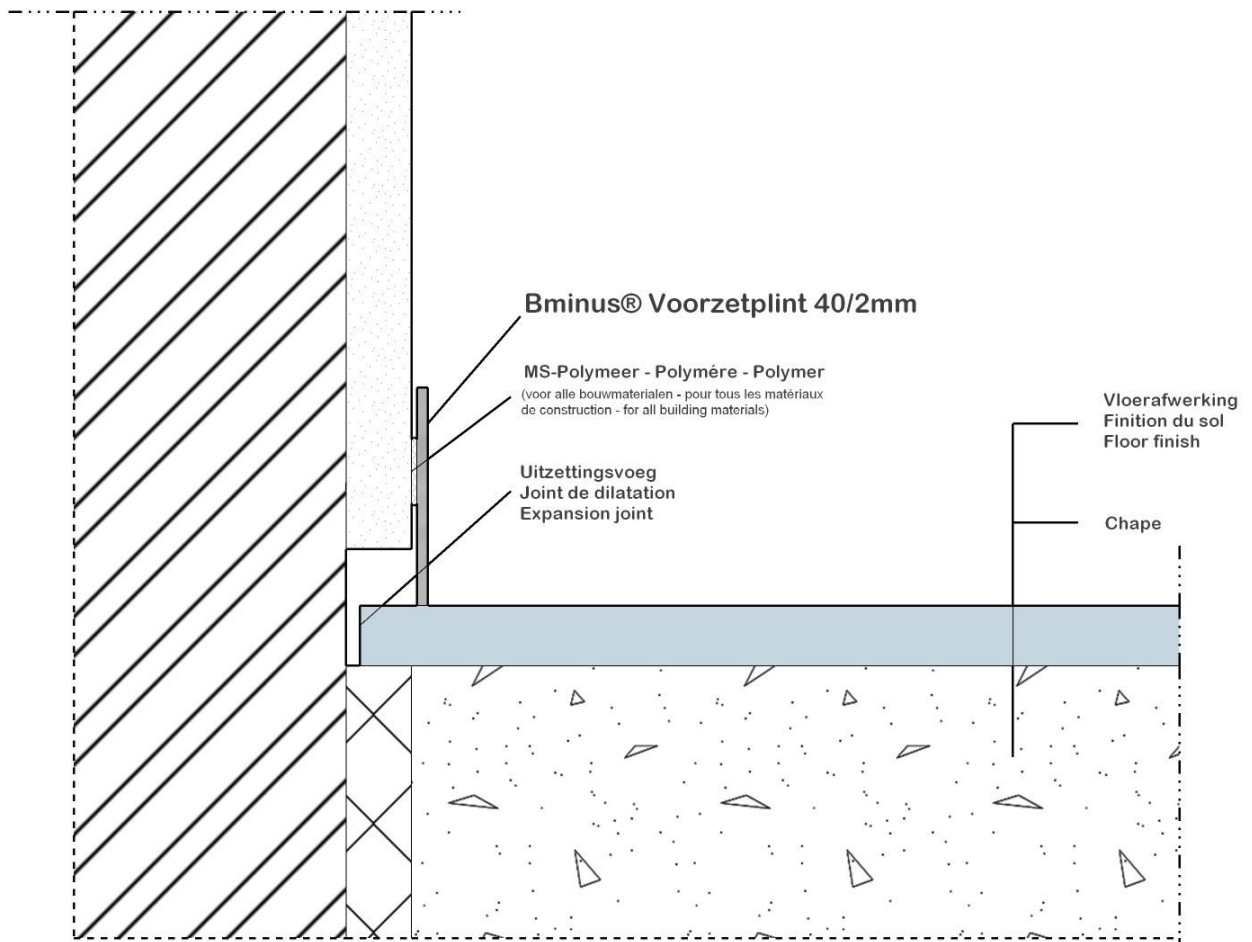 Bminus® Voorzetplint 40/2mm
MS-Polymeer - Polymére - Polymer
(voor alle bouwmaterialen - pour tous les matériaux
de construction - for all building materials)
Uitzettingsvoeg
Joint de dilatation
Expansion joint
Vloerafwerking
Finition du sol
Floor finish
Chape